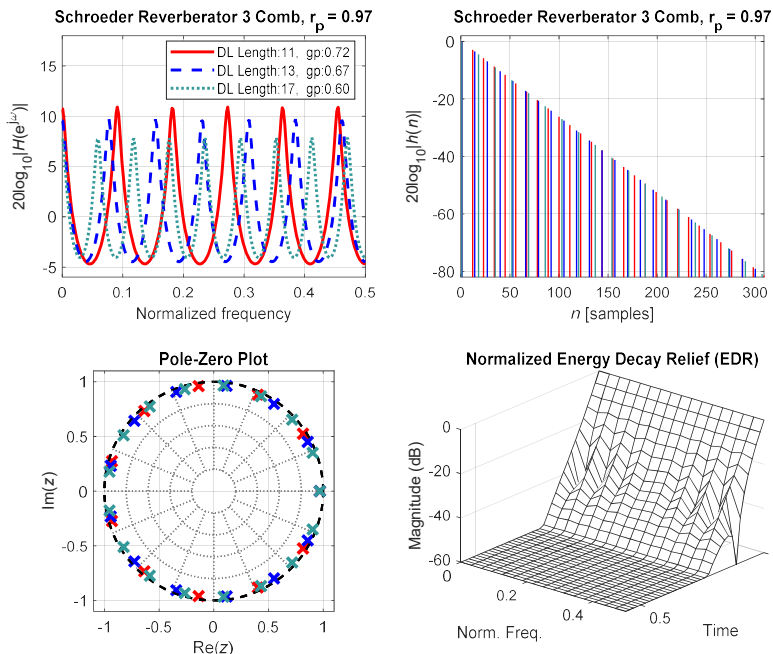 Schroeder Reverberator 3 Comb, r_p = 0.97
DL Length:11, gp:0.72
DL Length:13, gp:0.67
DL Length:17, gp:0.60
20log10|H(e^jω)|
15
10
5
0
-5
0 0.1 0.2 0.3 0.4 0.5
Normalized frequency
Schroeder Reverberator 3 Comb, r_p = 0.97
20log10|h(n)|
0
-20
-40
-60
-80
0 50 100 150 200 250 300
n [samples]
Pole-Zero Plot
Im(z)
1
0.5
0
-0.5
-1
-1 -0.5 0 0.5 1
Re(z)
Normalized Energy Decay Relief (EDR)
Magnitude (dB)
0
-20
-40
-60
0
0.2
0.4
Norm. Freq.
0.5
Time